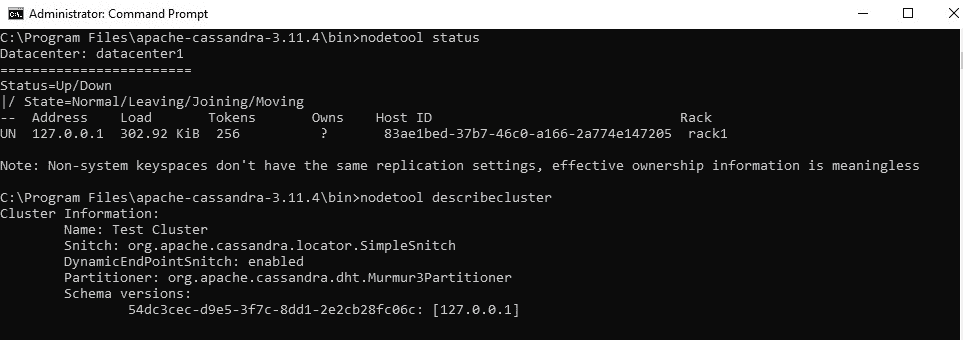 Administrator: Command Prompt
C:\Program Files\apache-cassandra-3.11.4\bin>nodetool status
Datacenter: datacenter1
========================
Status=Up/Down
|/ State=Normal/Leaving/Joining/Moving
--  Address    Load       Tokens       Owns    Host ID                               Rack
UN  127.0.0.1  302.92 KiB  256          ?       83ae1bed-37b7-46c0-a166-2a774e147205  rack1
Note: Non-system keyspaces don't have the same replication settings, effective ownership information is meaningless
C:\Program Files\apache-cassandra-3.11.4\bin>nodetool describecluster
Cluster Information:
Name: Test Cluster
Snitch: org.apache.cassandra.locator.SimpleSnitch
DynamicEndPointSnitch: enabled
Partitioner: org.apache.cassandra.dht.Murmur3Partitioner
Schema versions:
54dc3cec-d9e5-3f7c-8dd1-2e2cb28fc06c: [127.0.0.1]